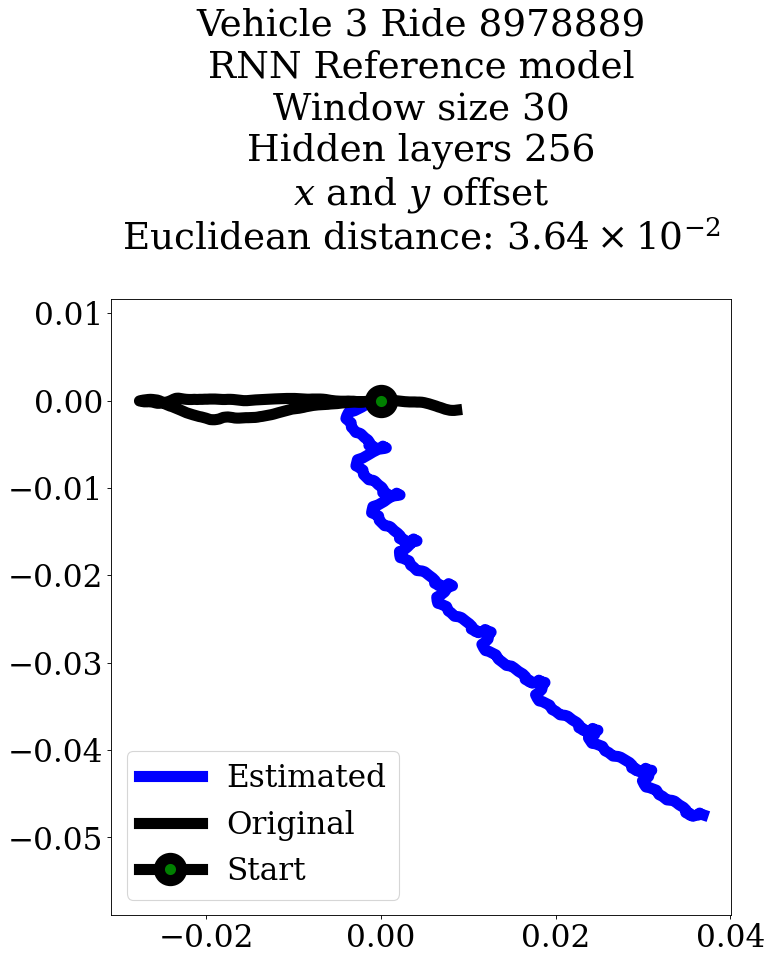 Vehicle 3 Ride 8978889
RNN Reference model
Window size 30
Hidden layers 256
x and y offset
Euclidean distance: 3.64 × 10⁻²
0.01
0.00
−0.01
−0.02
−0.03
−0.04
−0.05
Estimated
Original
Start
−0.02 0.00 0.02 0.04